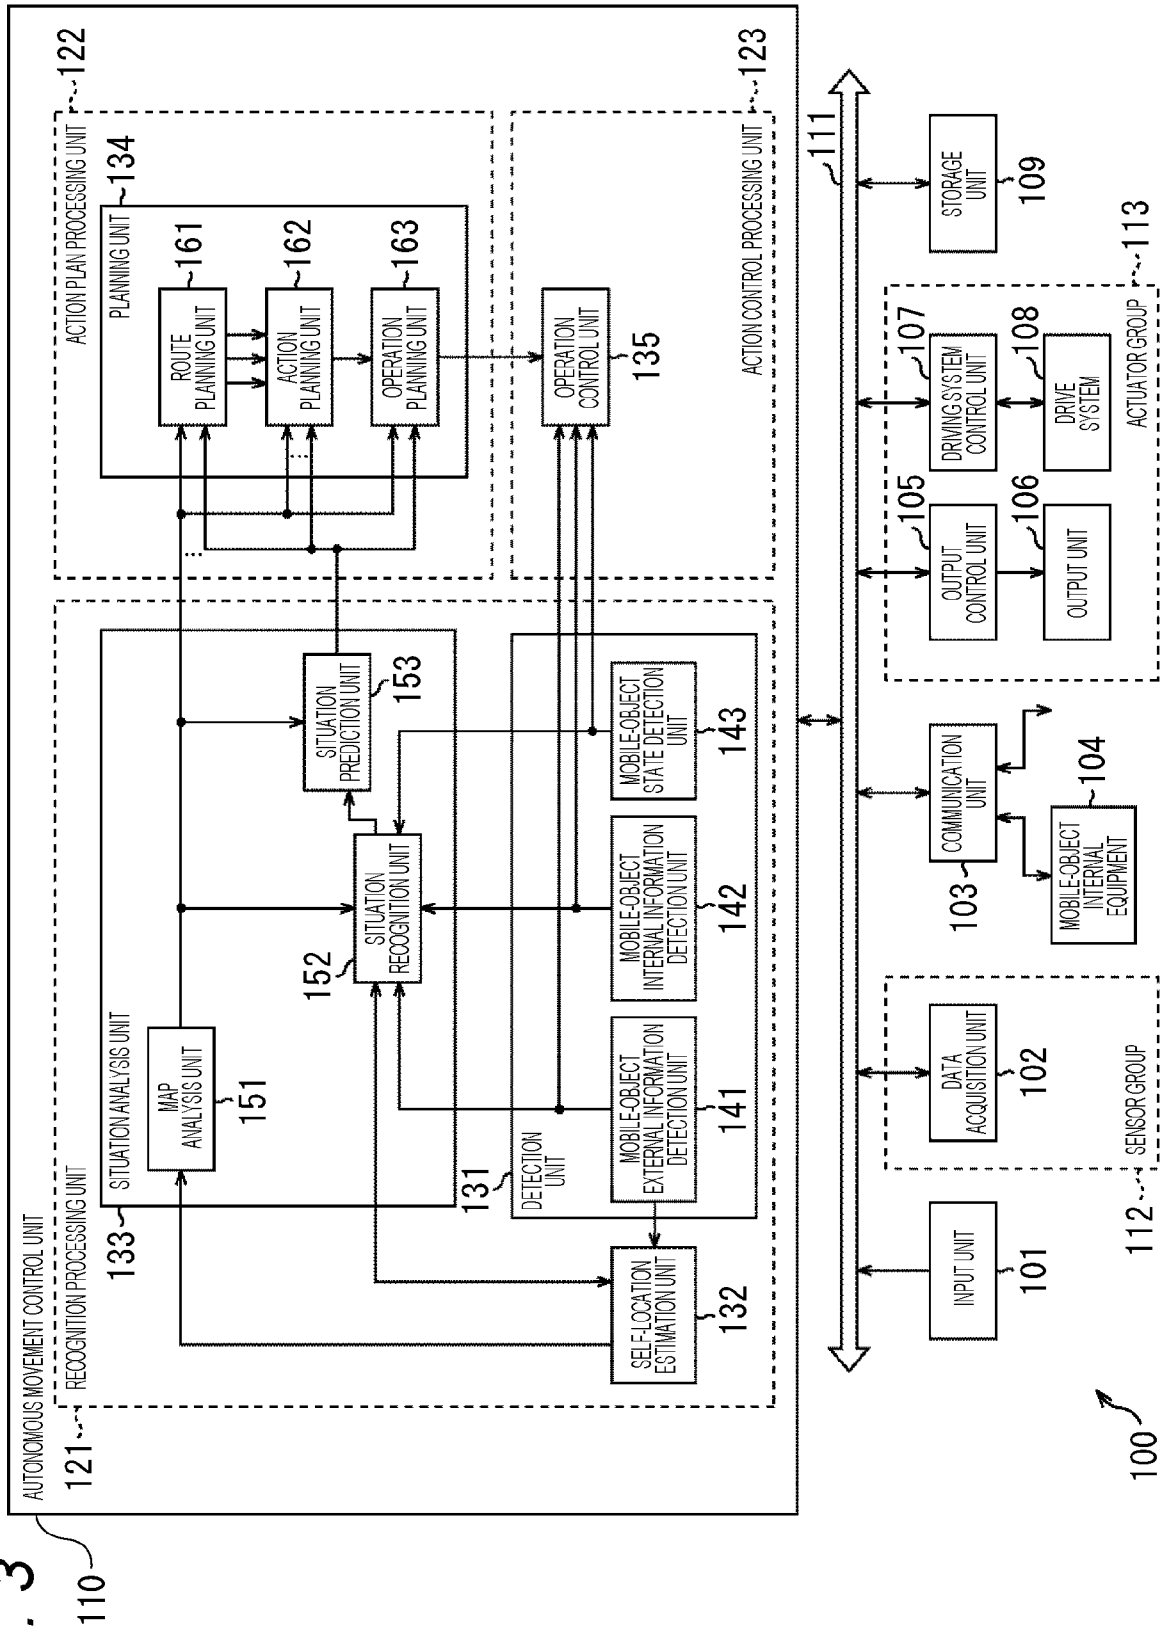 . 3
110
AUTONOMOUS MOVEMENT CONTROL UNIT
121
RECOGNITION PROCESSING UNIT
133
SITUATION ANALYSIS UNIT
MAP
ANALYSIS UNIT
151
152
SITUATION
RECOGNITION UNIT
SITUATION
PREDICTION UNIT
153
131
DETECTION
UNIT
SELF-LOCATION
ESTIMATION UNIT
132
MOBILE-OBJECT
EXTERNAL INFORMATION
DETECTION UNIT
141
MOBILE-OBJECT
INTERNAL INFORMATION
DETECTION UNIT
142
MOBILE-OBJECT
STATE DETECTION
UNIT
143
122
ACTION PLAN PROCESSING UNIT
134
PLANNING UNIT
161
ROUTE
PLANNING UNIT
162
ACTION
PLANNING UNIT
163
OPERATION
PLANNING UNIT
123
OPERATION
CONTROL UNIT
135
ACTION CONTROL PROCESSING UNIT
111
100
INPUT UNIT
101
112
DATA
ACQUISITION UNIT
102
SENSOR GROUP
COMMUNICATION
UNIT
103
104
MOBILE-OBJECT
INTERNAL
EQUIPMENT
105
OUTPUT
CONTROL UNIT
106
OUTPUT UNIT
107
DRIVING SYSTEM
CONTROL UNIT
108
DRIVE
SYSTEM
ACTUATOR GROUP
113
STORAGE
UNIT
109